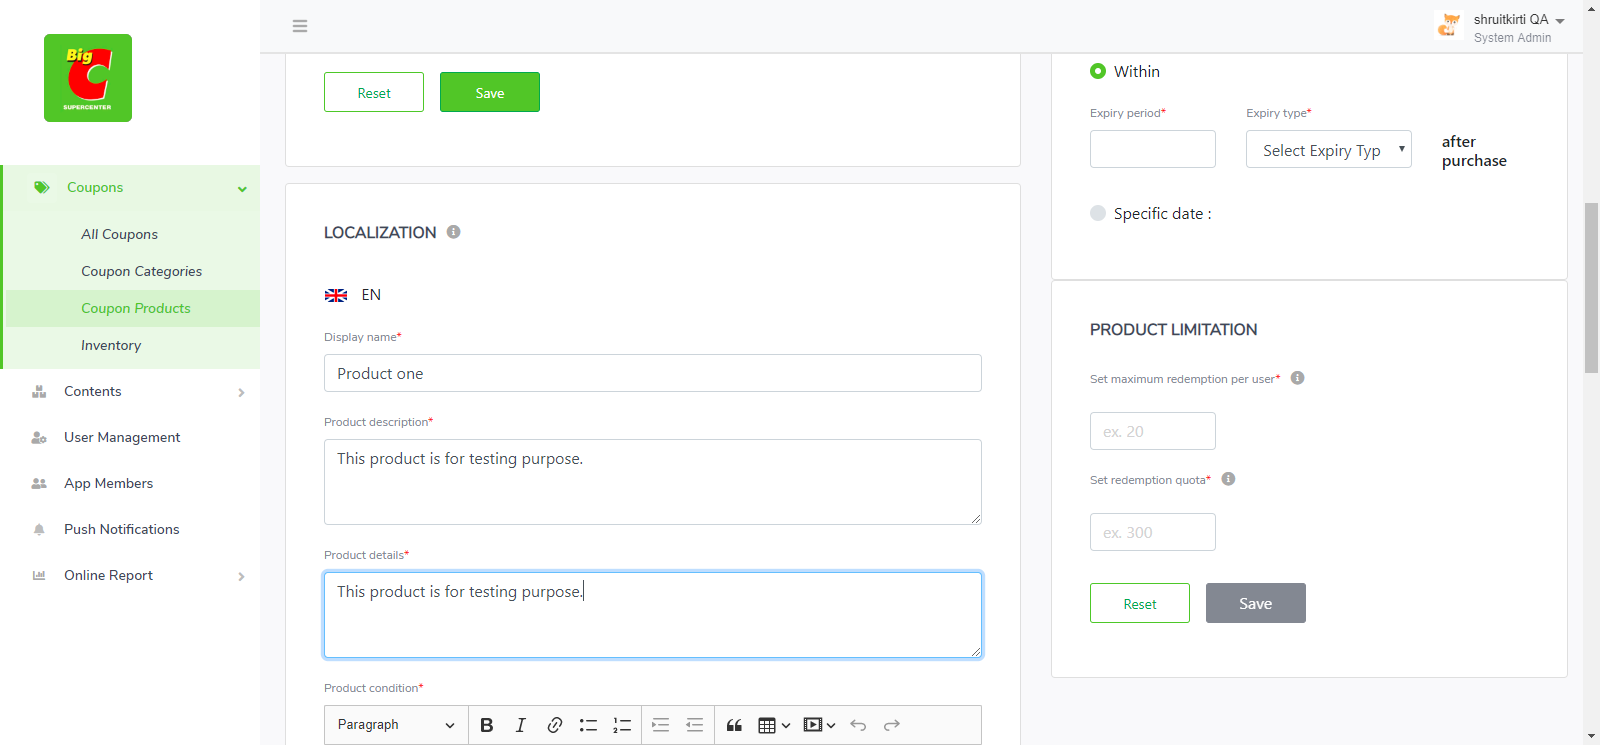 Big
C
SUPERCENTER
shruitkirti QA
System Admin
Coupons
All Coupons
Coupon Categories
Coupon Products
Inventory
Contents
User Management
App Members
Push Notifications
Online Report
Reset
Save
LOCALIZATION
EN
Display name*
Product one
Product description*
This product is for testing purpose.
Product details*
This product is for testing purpose.
Product condition*
Paragraph
B I
Within
Expiry period*
Expiry type*
Select Expiry Typ
after
purchase
Specific date :
PRODUCT LIMITATION
Set maximum redemption per user*
ex. 20
Set redemption quota*
ex. 300
Reset
Save